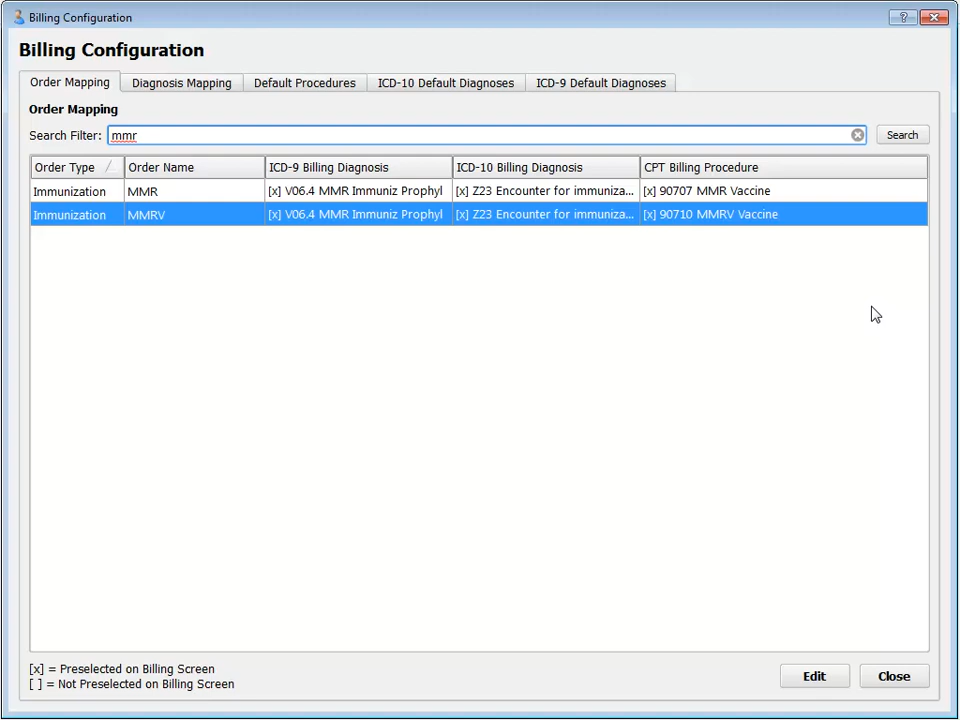 Billing Configuration
Billing Configuration
Order Mapping Diagnosis Mapping Default Procedures ICD-10 Default Diagnoses ICD-9 Default Diagnoses
Order Mapping
Search Filter: mmr Search
Order Type Order Name ICD-9 Billing Diagnosis ICD-10 Billing Diagnosis CPT Billing Procedure
Immunization MMR [x] V06.4 MMR Immuniz Prophyl [x] Z23 Encounter for immuniza... [x] 90707 MMR Vaccine
Immunization MMRV [x] V06.4 MMR Immuniz Prophyl [x] Z23 Encounter for immuniza... [x] 90710 MMRV Vaccine
[x] = Preselected on Billing Screen
[ ] = Not Preselected on Billing Screen
Edit Close